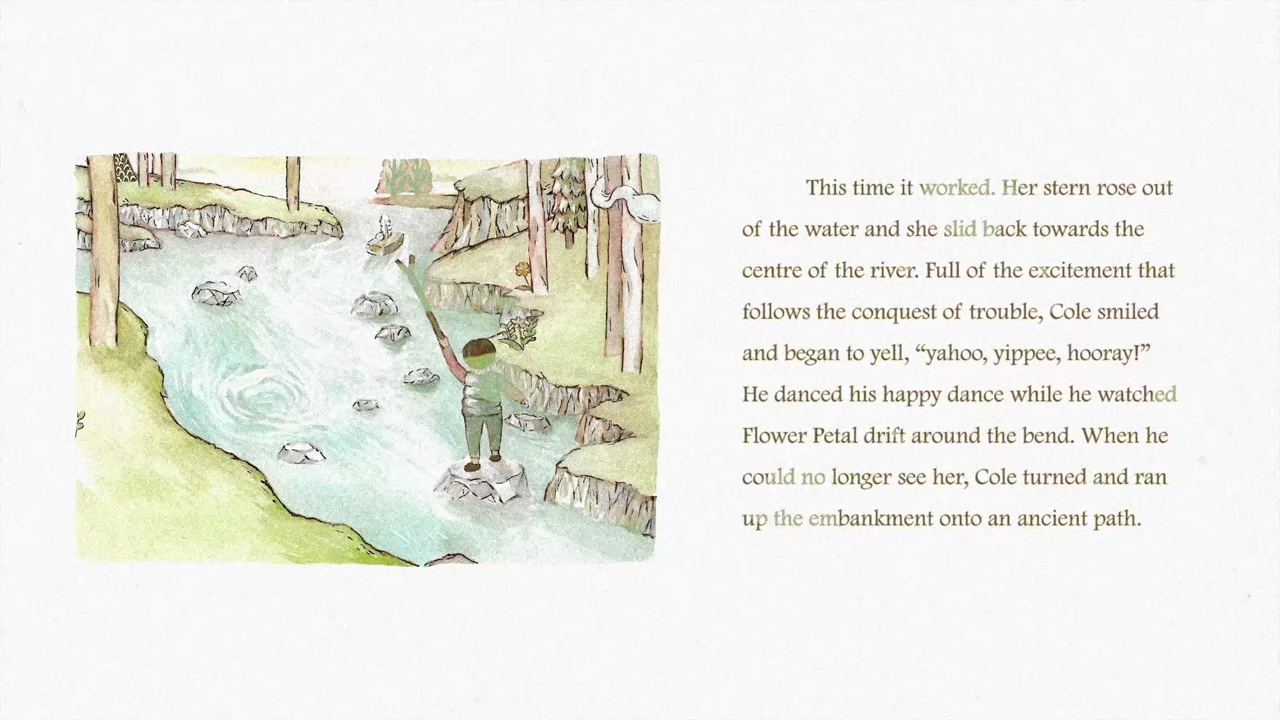 This time it worked. Her stern rose out
of the water and she slid back towards the
centre of the river. Full of the excitement that
follows the conquest of trouble, Cole smiled
and began to yell, “yahoo, yippee, hooray!”
He danced his happy dance while he watched
Flower Petal drift around the bend. When he
could no longer see her, Cole turned and ran
up the embankment onto an ancient path.